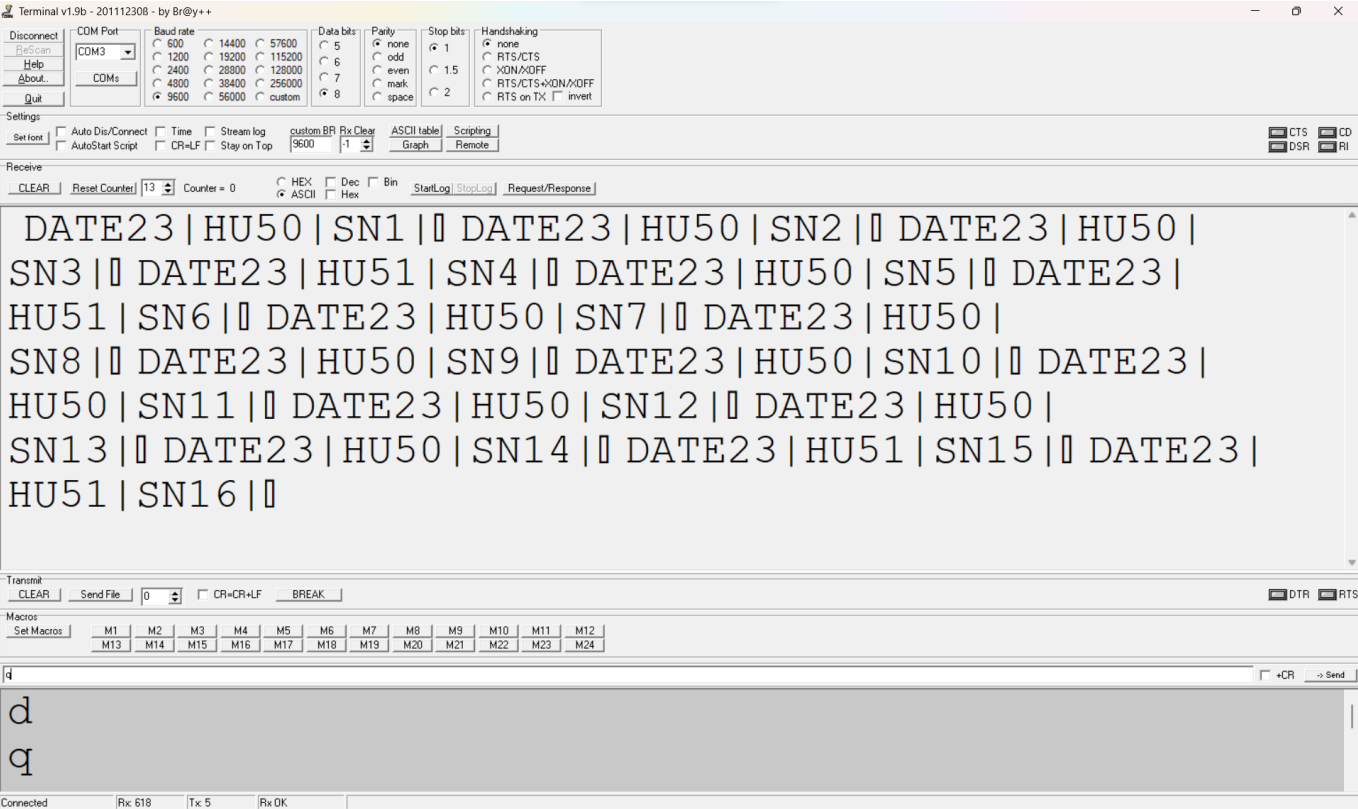 Terminal v1.9b - 20111230ß - by Br@y++
Disconnect
ReScan
Help
About..
Quit
COM Port
COM3
COMs
Baud rate
600 14400 57600
1200 19200 115200
2400 28800 128000
4800 38400 256000
9600 56000 custom
Data bits
5
6
7
8
Parity
none
odd
even
mark
space
Stop bits
1
1.5
2
Handshaking
none
RTS/CTS
XON/XOFF
RTS/CTS+XON/XOFF
RTS on TX invert
Settings
Set font
Auto Dis/Connect Time Stream log
AutoStart Script CR=LF Stay on Top
custom BR Rx Clear
9600 -1
ASCII table Scripting
Graph Remote
CTS CD
DSR RI
Receive
CLEAR Reset Counter 13 Counter = 0
HEX Dec Bin
ASCII Hex
StartLog StopLog Request/Response
DATE23|HU50|SN1|▯ DATE23|HU50|SN2|▯ DATE23|HU50|
SN3|▯ DATE23|HU51|SN4|▯ DATE23|HU50|SN5|▯ DATE23|
HU51|SN6|▯ DATE23|HU50|SN7|▯ DATE23|HU50|
SN8|▯ DATE23|HU50|SN9|▯ DATE23|HU50|SN10|▯ DATE23|
HU50|SN11|▯ DATE23|HU50|SN12|▯ DATE23|HU50|
SN13|▯ DATE23|HU50|SN14|▯ DATE23|HU51|SN15|▯ DATE23|
HU51|SN16|▯
Transmit
CLEAR Send File 0 CR=CR+LF BREAK
DTR RTS
Macros
Set Macros
M1 M2 M3 M4 M5 M6 M7 M8 M9 M10 M11 M12
M13 M14 M15 M16 M17 M18 M19 M20 M21 M22 M23 M24
q
+CR -> Send
d
q
Connected Rx: 618 Tx: 5 Rx OK